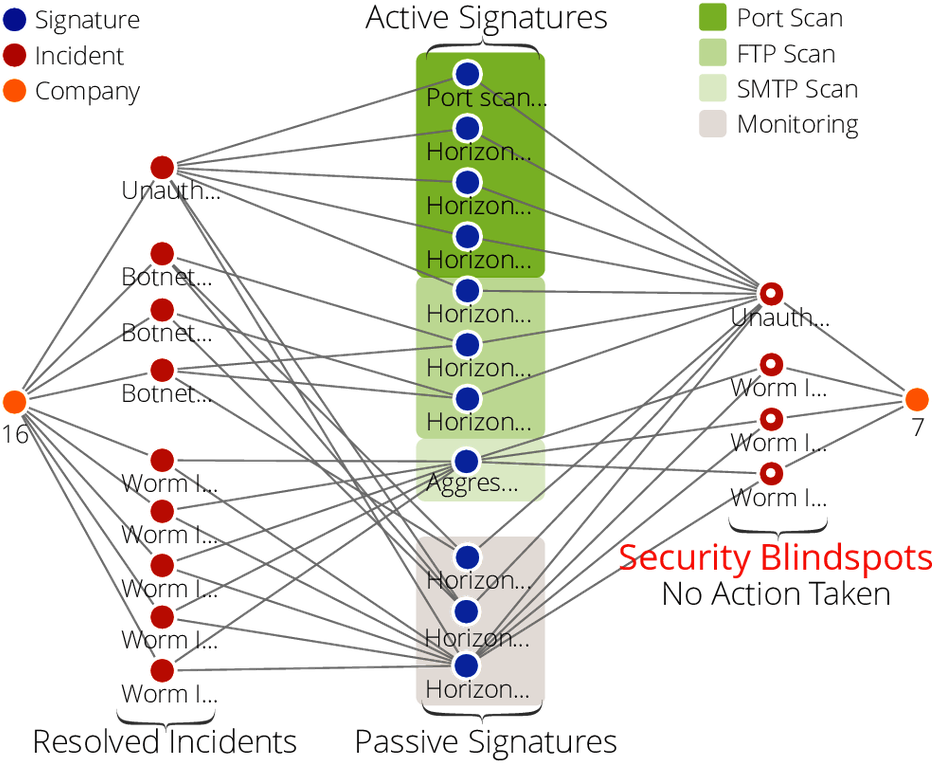 Signature
Incident
Company
Active Signatures
Port Scan
FTP Scan
SMTP Scan
Monitoring
Port scan...
Horizon...
Horizon...
Horizon...
Horizon...
Horizon...
Horizon...
Aggres...
Horizon...
Horizon...
Horizon...
Unauth...
Botnet...
Botnet...
Botnet...
Worm I...
Worm I...
Worm I...
Worm I...
Worm I...
16
Unauth...
Worm I...
Worm I...
Worm I...
7
Security Blindspots
No Action Taken
Resolved Incidents
Passive Signatures